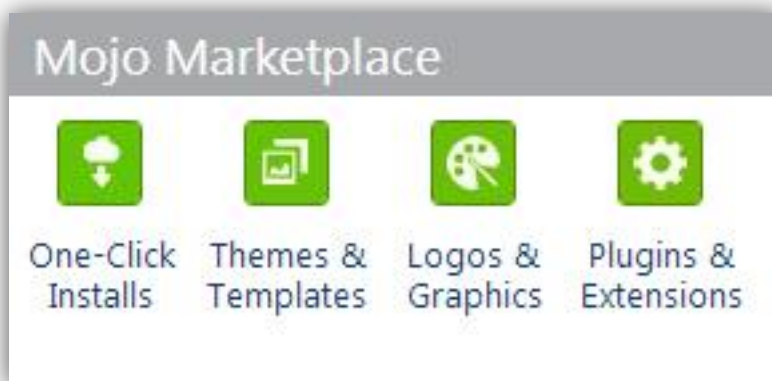 Mojo Marketplace
One-Click Installs
Themes & Templates
Logos & Graphics
Plugins & Extensions